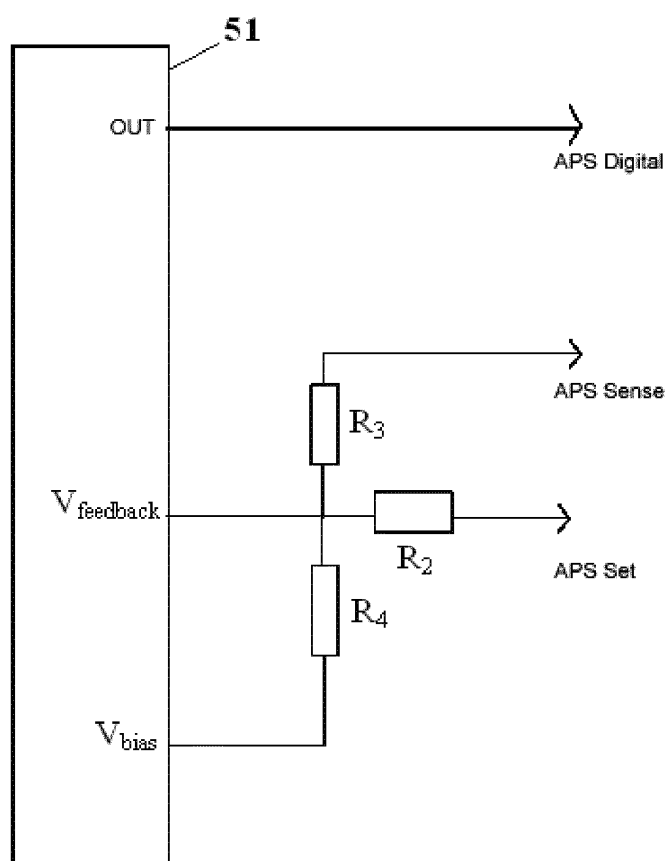 51
OUT
APS Digital
APS Sense
R3
Vfeedback
R2
APS Set
R4
Vbias